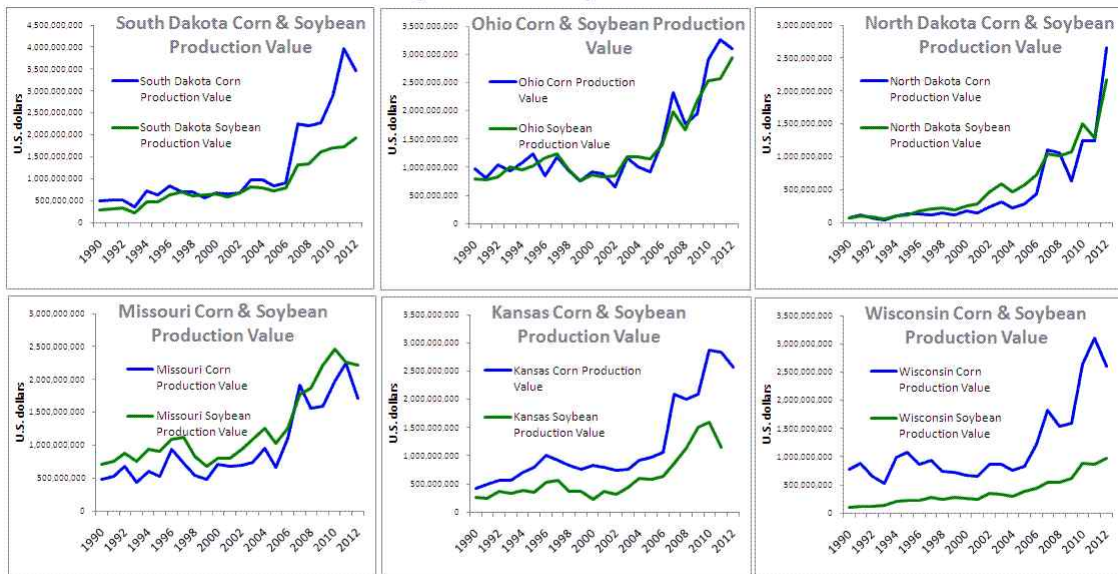 South Dakota Corn & Soybean
Production Value
U.S. dollars
4,500,000,000
4,000,000,000
3,500,000,000
3,000,000,000
2,500,000,000
2,000,000,000
1,500,000,000
1,000,000,000
500,000,000
0
South Dakota Corn
Production Value
South Dakota Soybean
Production Value
1990
1992
1994
1996
1998
2000
2002
2004
2006
2008
2010
2012
Ohio Corn & Soybean Production
Value
U.S. dollars
3,500,000,000
3,000,000,000
2,500,000,000
2,000,000,000
1,500,000,000
1,000,000,000
500,000,000
0
Ohio Corn Production
Value
Ohio Soybean
Production Value
1990
1992
1994
1996
1998
2000
2002
2004
2006
2008
2010
2012
North Dakota Corn & Soybean
Production Value
U.S. dollars
3,000,000,000
2,500,000,000
2,000,000,000
1,500,000,000
1,000,000,000
500,000,000
0
North Dakota Corn
Production Value
North Dakota Soybean
Production Value
1990
1992
1994
1996
1998
2000
2002
2004
2006
2008
2010
2012
Missouri Corn & Soybean
Production Value
U.S. dollars
3,000,000,000
2,500,000,000
2,000,000,000
1,500,000,000
1,000,000,000
500,000,000
0
Missouri Corn
Production Value
Missouri Soybean
Production Value
1990
1992
1994
1996
1998
2000
2002
2004
2006
2008
2010
2012
Kansas Corn & Soybean
Production Value
U.S. dollars
3,500,000,000
3,000,000,000
2,500,000,000
2,000,000,000
1,500,000,000
1,000,000,000
500,000,000
0
Kansas Corn Production
Value
Kansas Soybean
Production Value
1990
1992
1994
1996
1998
2000
2002
2004
2006
2008
2010
2012
Wisconsin Corn & Soybean
Production Value
U.S. dollars
3,500,000,000
3,000,000,000
2,500,000,000
2,000,000,000
1,500,000,000
1,000,000,000
500,000,000
0
Wisconsin Corn
Production Value
Wisconsin Soybean
Production Value
1990
1992
1994
1996
1998
2000
2002
2004
2006
2008
2010
2012